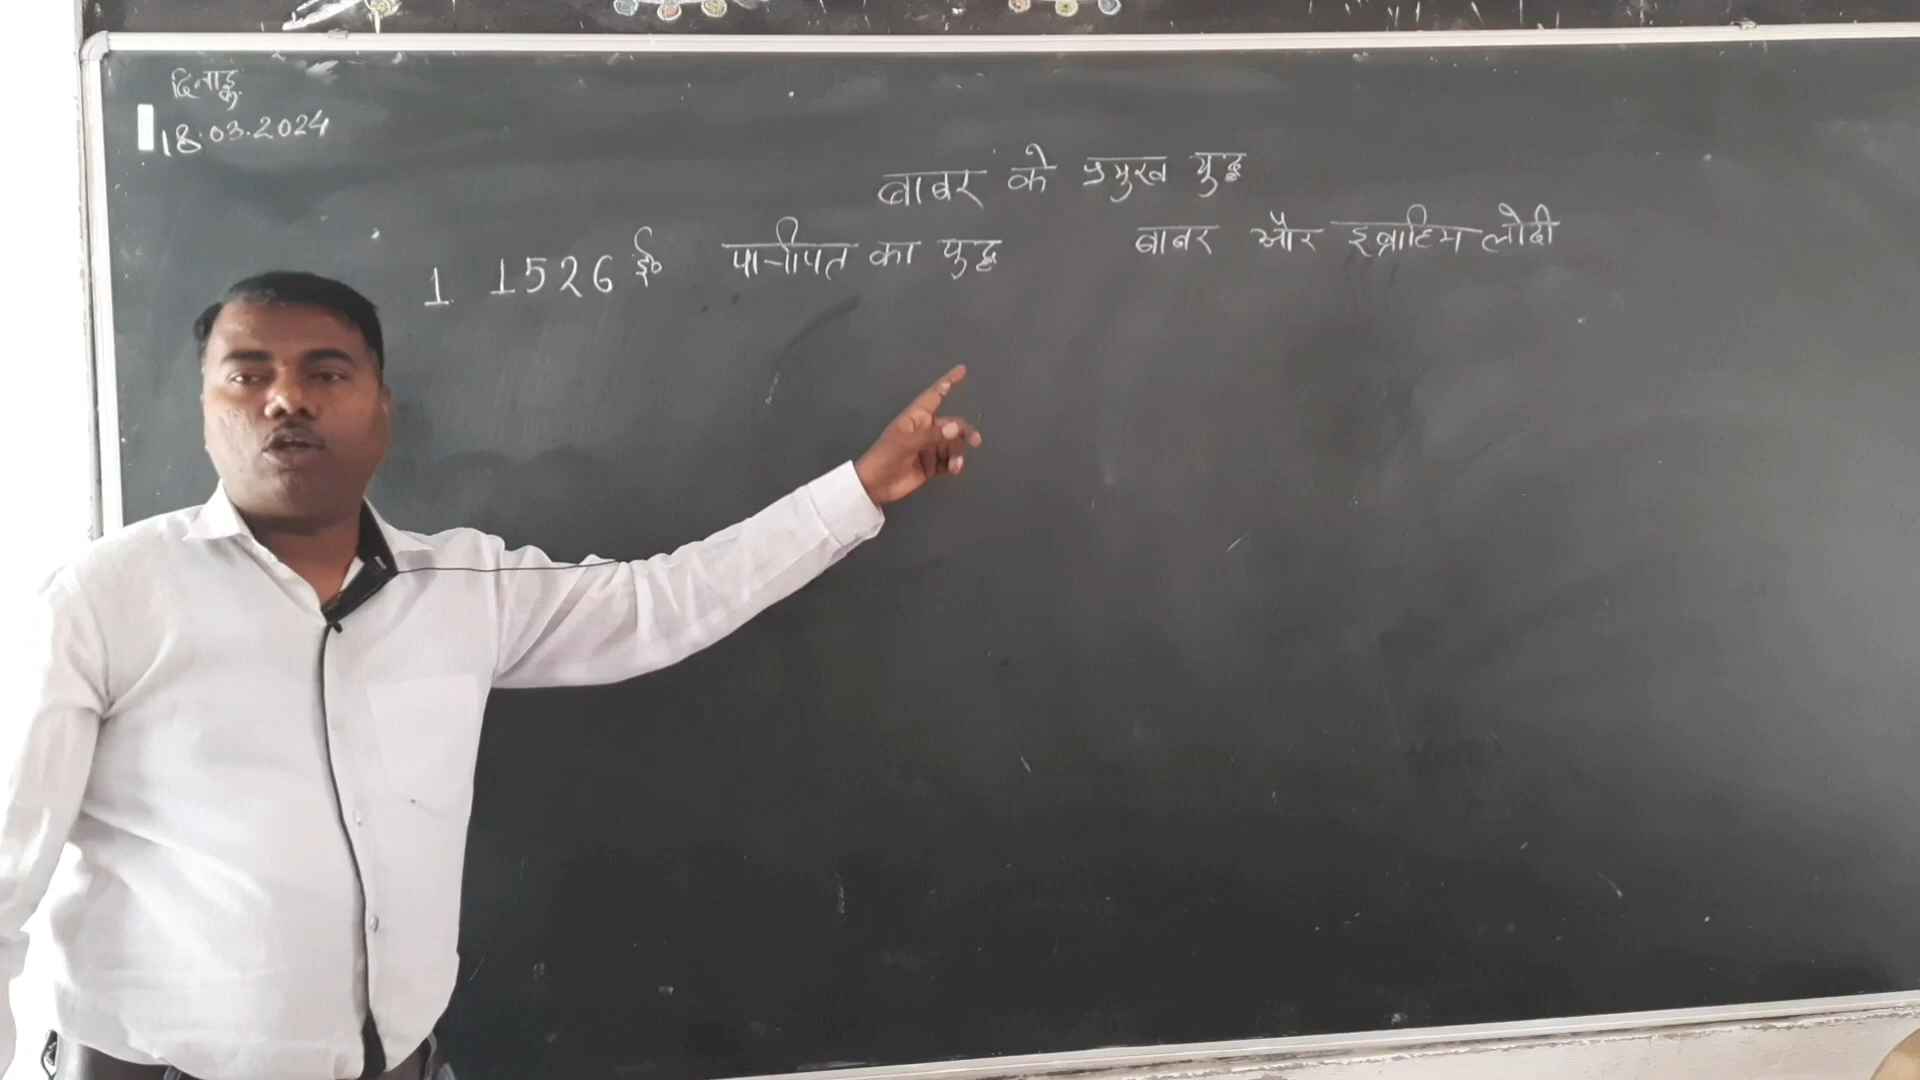 दिनाङ्क
18.03.2024
बाबर के प्रमुख युद्ध
1. 1526 ई० पानीपत का युद्ध बाबर और इब्राहिम लोदी